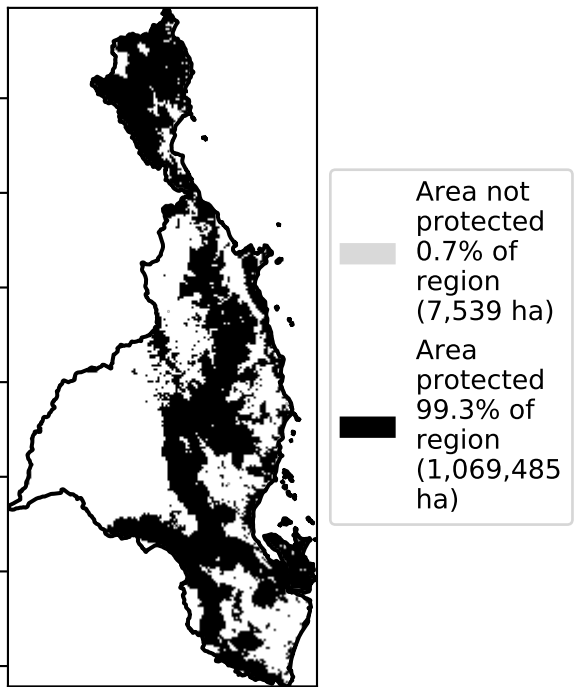 Area not
protected
0.7% of
region
(7,539 ha)
Area
protected
99.3% of
region
(1,069,485
ha)